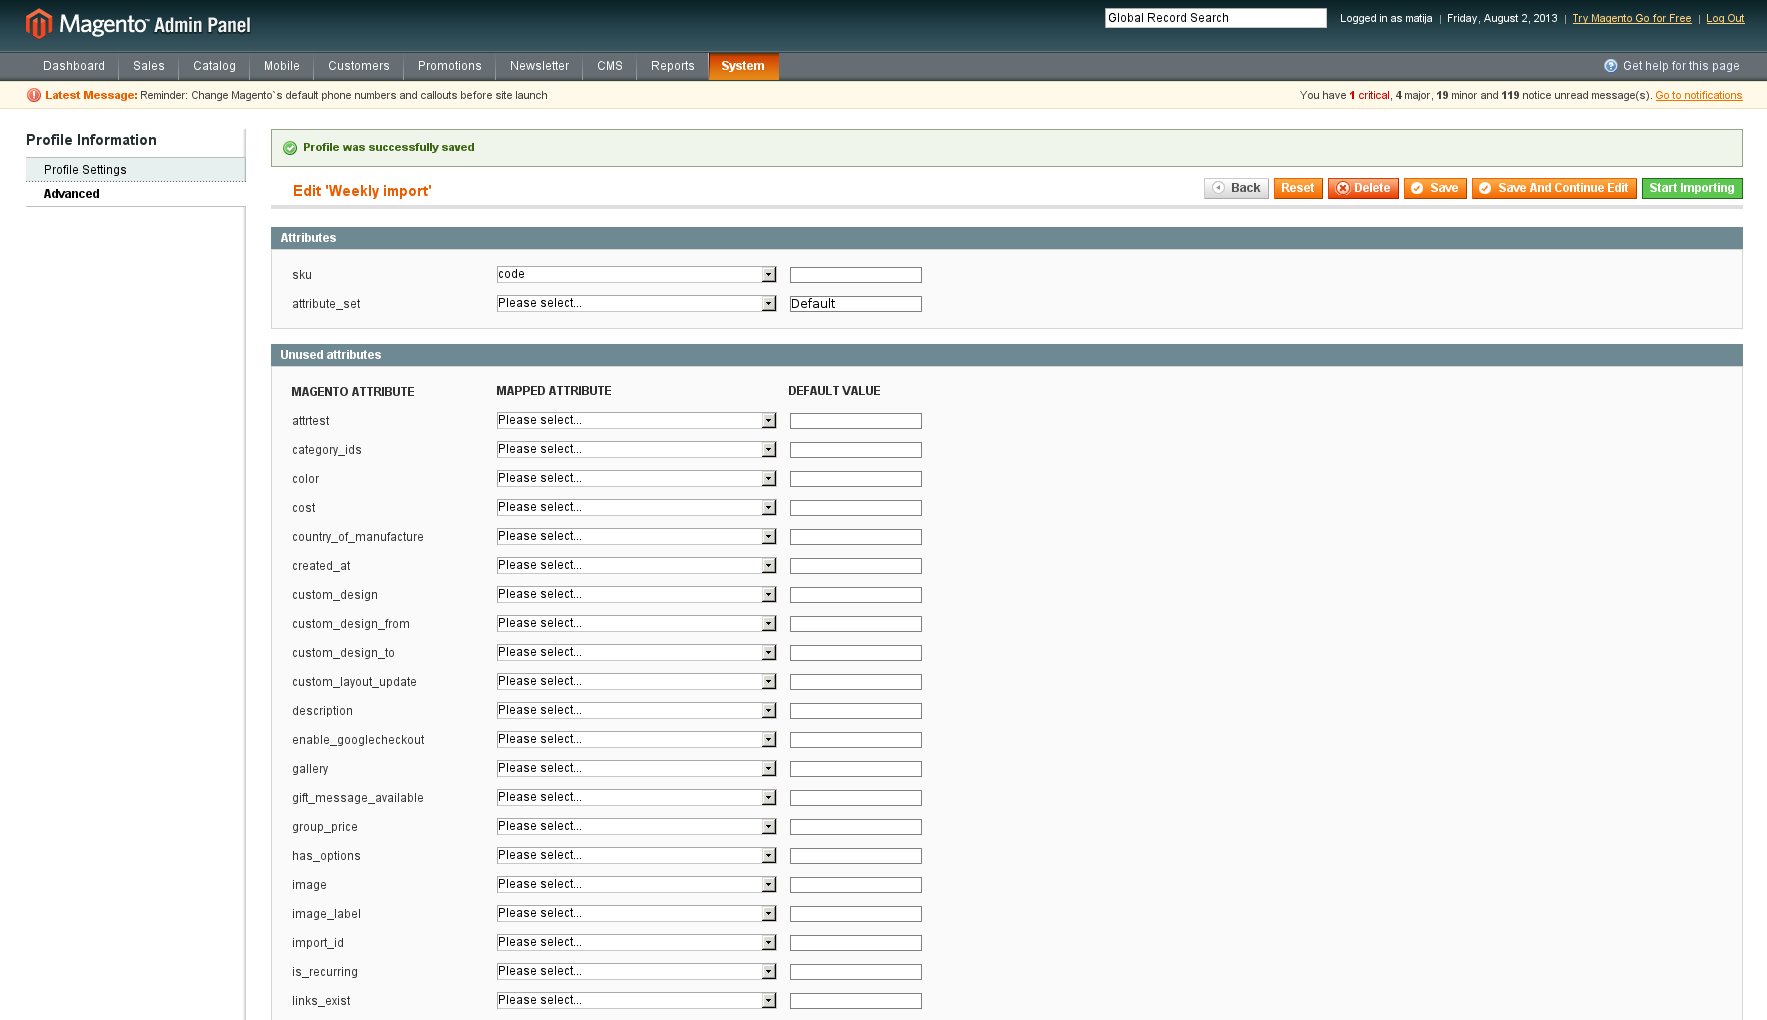 Magento Admin Panel
Global Record Search
Logged in as matija | Friday, August 2, 2013 | Try Magento Go for Free | Log Out
Dashboard Sales Catalog Mobile Customers Promotions Newsletter CMS Reports System Get help for this page
Latest Message: Reminder: Change Magento`s default phone numbers and callouts before site launch
You have 1 critical, 4 major, 19 minor and 119 notice unread message(s). Go to notifications
Profile Information
Profile Settings
Advanced
Profile was successfully saved
Edit 'Weekly import'
Back Reset Delete Save Save And Continue Edit Start Importing
Attributes
sku code
attribute_set Please select... Default
Unused attributes
MAGENTO ATTRIBUTE MAPPED ATTRIBUTE DEFAULT VALUE
attrtest Please select...
category_ids Please select...
color Please select...
cost Please select...
country_of_manufacture Please select...
created_at Please select...
custom_design Please select...
custom_design_from Please select...
custom_design_to Please select...
custom_layout_update Please select...
description Please select...
enable_googlecheckout Please select...
gallery Please select...
gift_message_available Please select...
group_price Please select...
has_options Please select...
image Please select...
image_label Please select...
import_id Please select...
is_recurring Please select...
links_exist Please select...